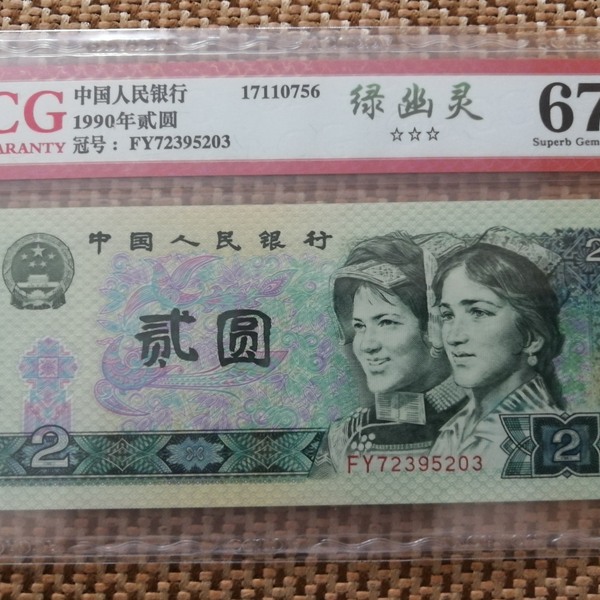 CG
ARRANTY
中国人民银行
1990年贰圆
冠号： FY72395203
17110756
绿幽灵
☆☆☆
67
Superb Gem
中国人民银行
贰圆
2
2
FY72395203
2